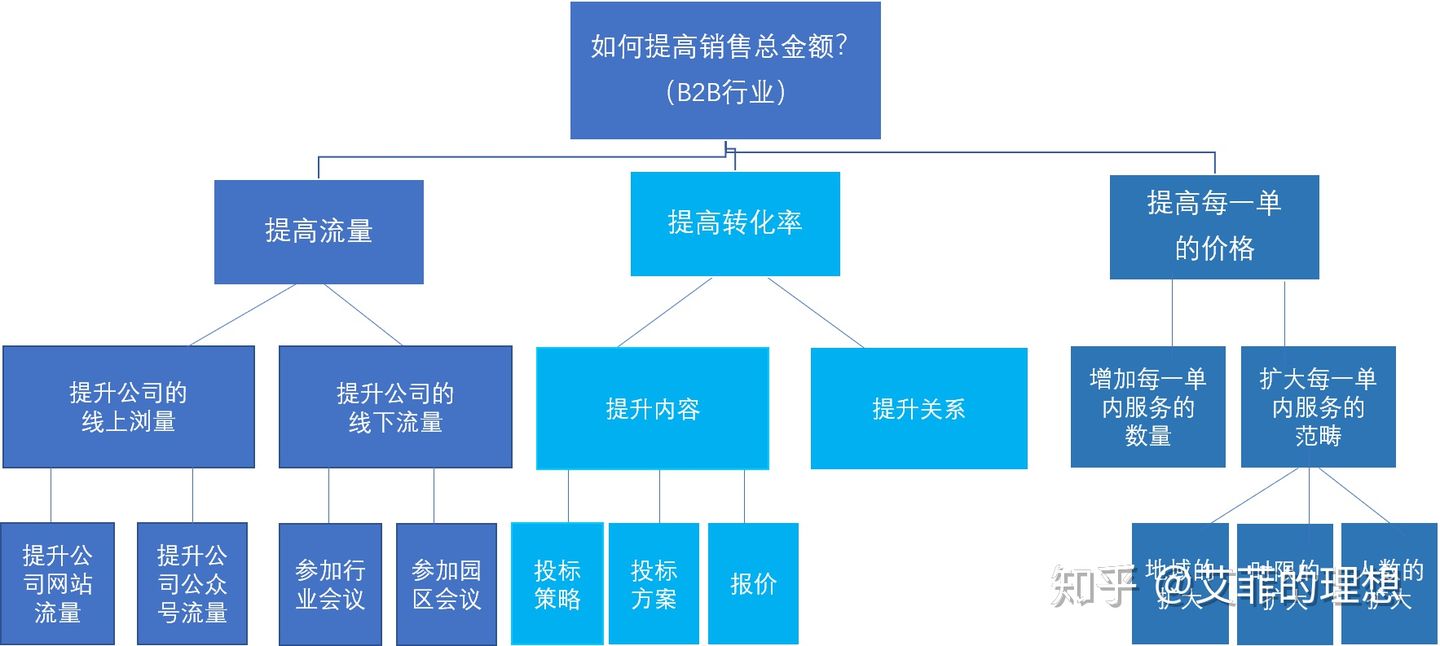 如何提高销售总金额？
（B2B行业）
提高流量
提高转化率
提高每一单
的价格
提升公司的
线上浏量
提升公司的
线下流量
提升内容
提升关系
增加每一单
内服务的
数量
扩大每一单
内服务的
范畴
提升公
司网站
流量
提升公
司公众
号流量
参加行
业会议
参加园
区会议
投标
策略
投标
方案
报价
地域的
扩大
时限的
扩大
人数的
扩大
知乎 @艾菲的理想